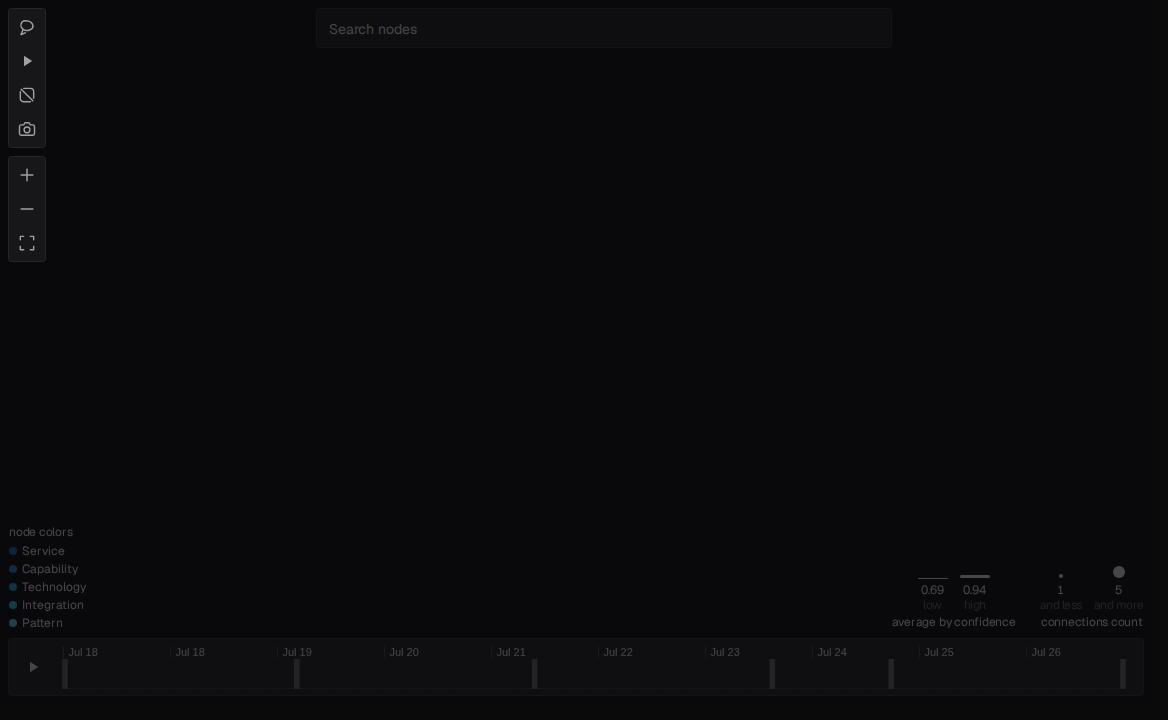 Search nodes
node colors
Service
Capability
Technology
Integration
Pattern
0.69 0.94
low high
average by confidence
1 5
and less and more
connections count
Jul 18 Jul 18 Jul 19 Jul 20 Jul 21 Jul 22 Jul 23 Jul 24 Jul 25 Jul 26